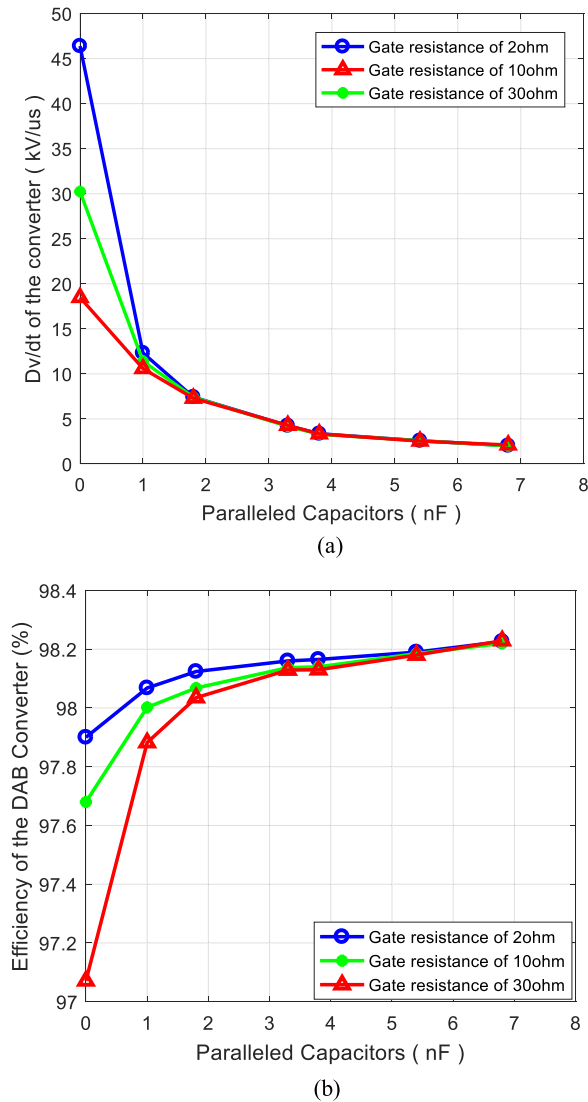 50
45
40
35
30
25
20
15
10
5
0
Dv/dt of the converter ( kV/us )
Gate resistance of 2ohm
Gate resistance of 10ohm
Gate resistance of 30ohm
0 1 2 3 4 5 6 7 8
Paralleled Capacitors ( nF )
(a)
98.4
98.2
98
97.8
97.6
97.4
97.2
97
Efficiency of the DAB Converter (%)
Gate resistance of 2ohm
Gate resistance of 10ohm
Gate resistance of 30ohm
0 1 2 3 4 5 6 7 8
Paralleled Capacitors ( nF )
(b)